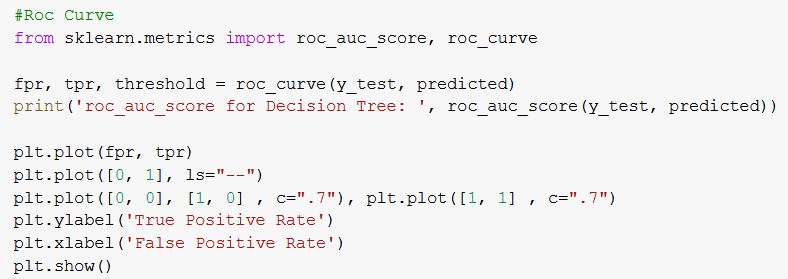 #Roc Curve
from sklearn.metrics import roc_auc_score, roc_curve
fpr, tpr, threshold = roc_curve(y_test, predicted)
print('roc_auc_score for Decision Tree: ', roc_auc_score(y_test, predicted))
plt.plot(fpr, tpr)
plt.plot([0, 1], ls="--")
plt.plot([0, 0], [1, 0] , c=".7"), plt.plot([1, 1] , c=".7")
plt.ylabel('True Positive Rate')
plt.xlabel('False Positive Rate')
plt.show()